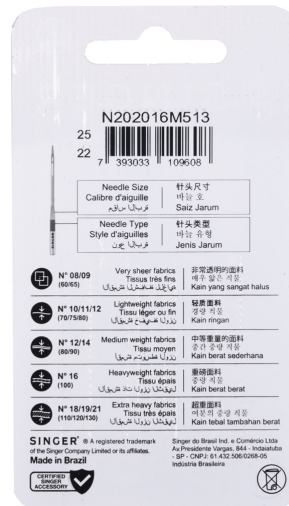 N202016M513
25
22
7 393033 109608
Needle Size 针头尺寸
Calibre d'aiguille 바늘 호
Saiz Jarum
Needle Type 针头类型
Style d'aiguilles 바늘 유형
Jenis Jarum
N° 08/09 Very sheer fabrics 非常透明的面料
(60/65) Tissus très fins 매우 얇은 직물
Kain yang sangat halus
N° 10/11/12 Lightweight fabrics 轻质面料
(70/75/80) Tissu léger ou fin 경량 직물
Kain ringan
N° 12/14 Medium weight fabrics 中等重量的面料
(80/90) Tissu moyen 중간 중량 직물
Kain berat sederhana
N° 16 Heavyweight fabrics 重磅面料
(100) Tissu épais 중량 직물
Kain berat berat
N° 18/19/21 Extra heavy fabrics 超重面料
(110/120/130) Tissu très épais 여분의 중량 직물
Kain tebal tambahan berat
SINGER® ® A registered trademark
of the Singer Company Limited or its affiliates.
Made in Brazil
CERTIFIED
SINGER
ACCESSORY
Singer do Brasil Ind. e Comércio Ltda
Av.Presidente Vargas, 844 - Indaiatuba
- SP - CNPJ: 61.432.506/0268-05
Indústria Brasileira